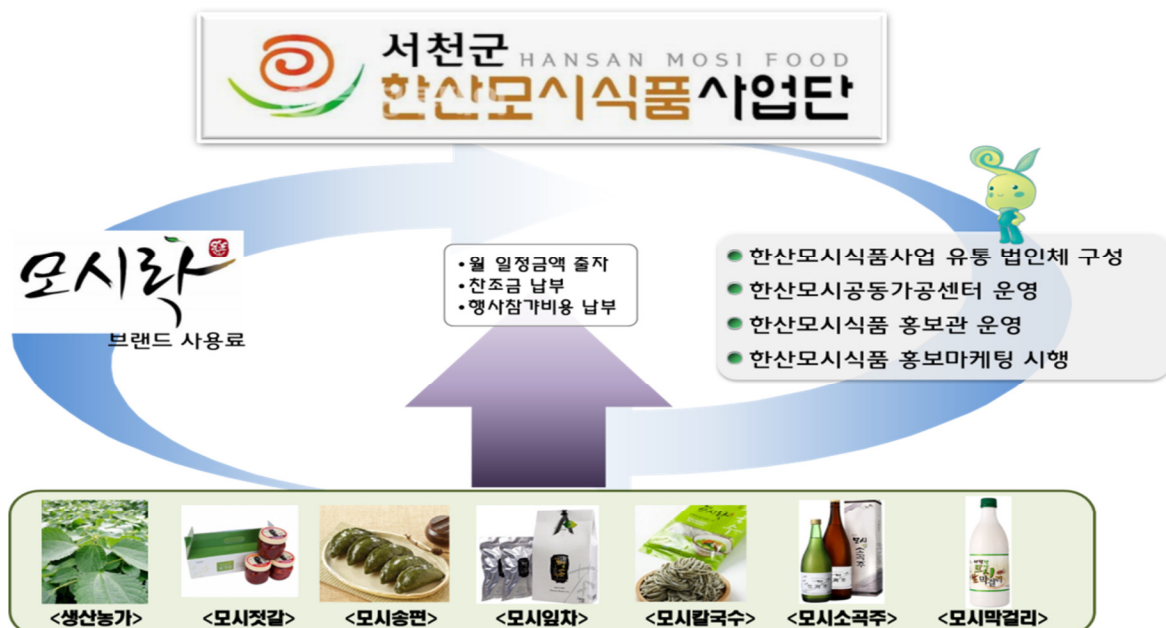 서천군 HANSAN MOSI FOOD
한산모시식품사업단
모시락
브랜드 사용료
• 월 일정금액 출자
• 찬조금 납부
• 행사참가비용 납부
한산모시식품사업 유통 법인체 구성
한산모시공동가공센터 운영
한산모시식품 홍보관 운영
한산모시식품 홍보마케팅 시행
<생산농가>
<모시젓갈>
<모시송편>
<모시잎차>
<모시칼국수>
<모시소곡주>
<모시막걸리>